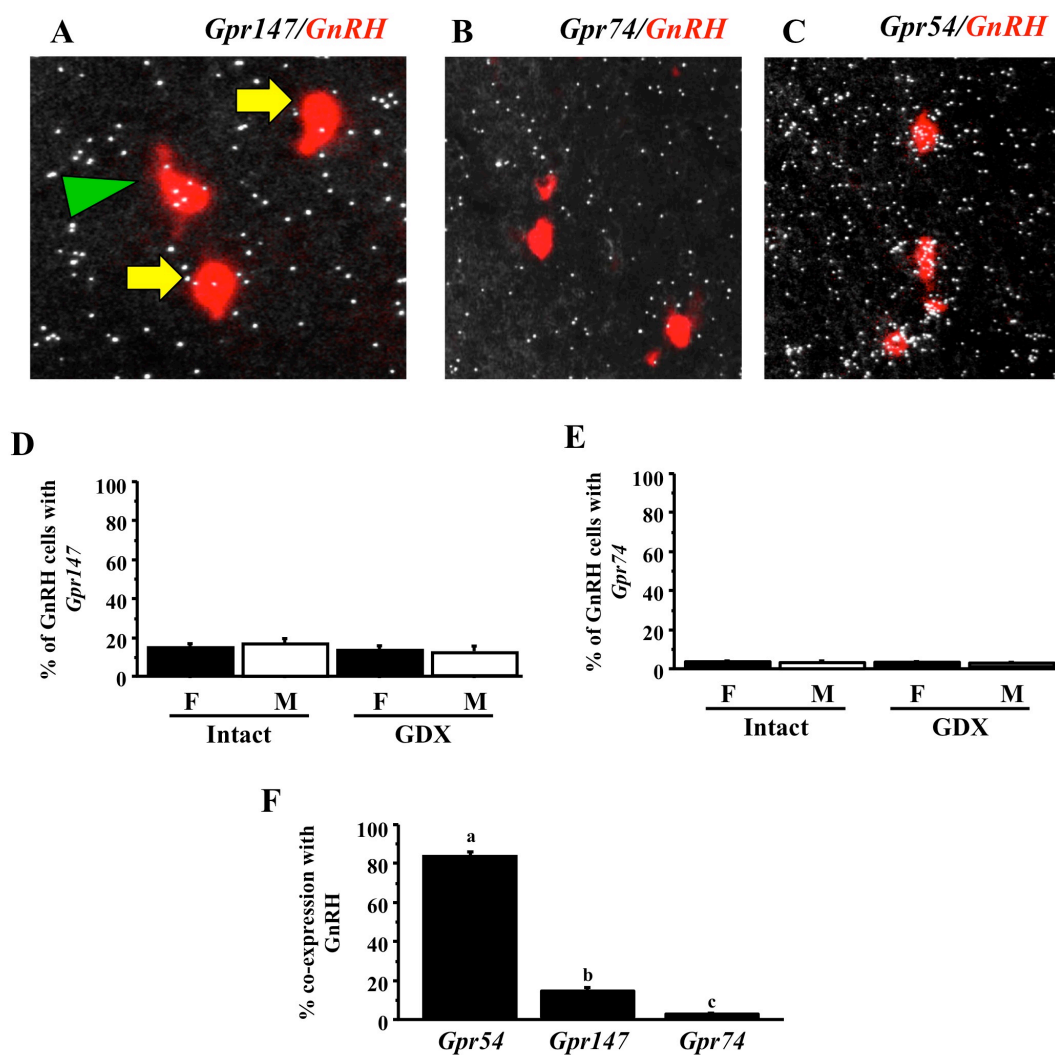 A Gpr147/GnRH
B Gpr74/GnRH
C Gpr54/GnRH
D
% of GnRH cells with
Gpr147
100
80
60
40
20
0
F M F M
Intact GDX
E
% of GnRH cells with
Gpr74
100
80
60
40
20
0
F M F M
Intact GDX
F
% co-expression with
GnRH
100
80
60
40
20
0
a
b
c
Gpr54 Gpr147 Gpr74